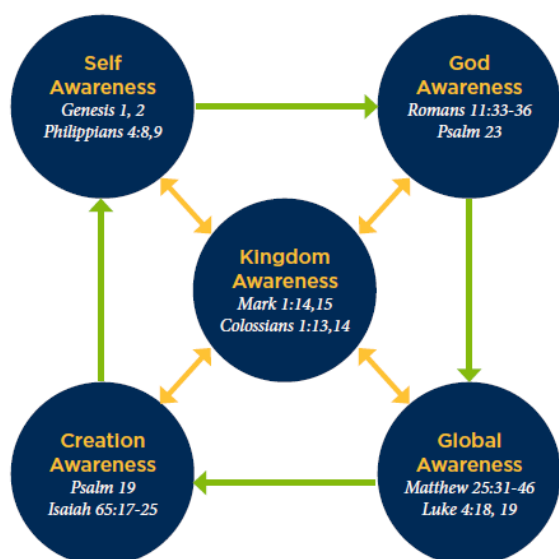 Self
Awareness
Genesis 1, 2
Philippians 4:8,9
God
Awareness
Romans 11:33-36
Psalm 23
Kingdom
Awareness
Mark 1:14,15
Colossians 1:13,14
Creation
Awareness
Psalm 19
Isaiah 65:17-25
Global
Awareness
Matthew 25:31-46
Luke 4:18, 19